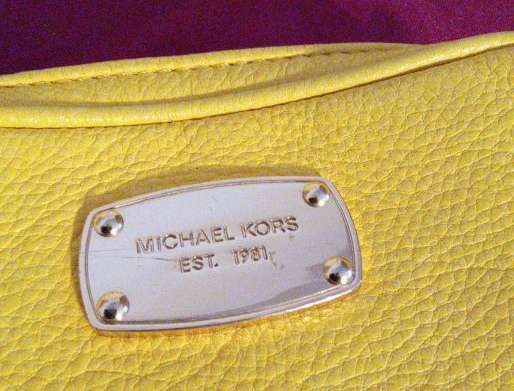 MICHAEL KORS
EST. 1981